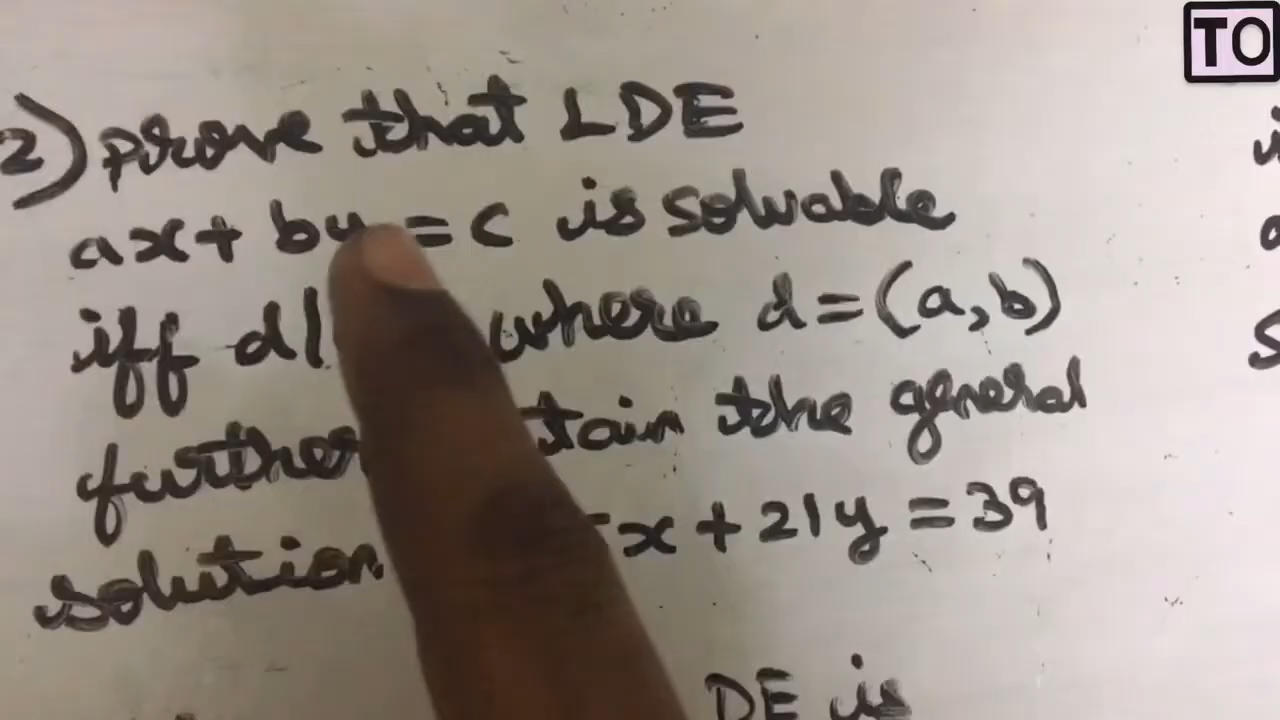 2) prove that LDE
ax + by = c is solvable
iff d| where d = (a, b)
further the general
solution x + 21y = 39
DE is
TO